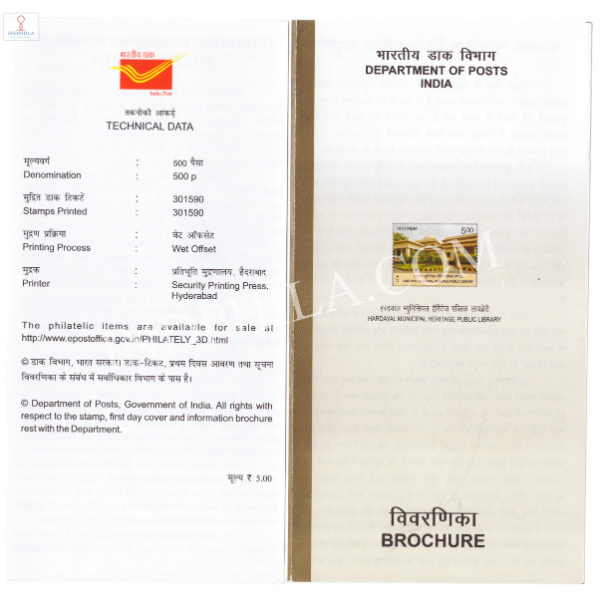 INDPHILA
भारतीय डाक
India Post
तकनीकी आंकड़े
TECHNICAL DATA
मूल्यवर्ग : 500 पैसा
Denomination : 500 p
मुद्रित डाक टिकटें : 301590
Stamps Printed : 301590
मुद्रण प्रक्रिया : वेट ऑफसेट
Printing Process : Wet Offset
मुद्रक : प्रतिभूति मुद्रणालय, हैदराबाद
Printer : Security Printing Press,
Hyderabad
The philatelic items are available for sale at
http://www.epostoffice.gov.in/PHILATELY_3D.html
© डाक विभाग, भारत सरकार। डाक-टिकट, प्रथम दिवस आवरण तथा सूचना
विवरणिका के संबंध में सर्वाधिकार विभाग के पास है।
© Department of Posts, Government of India. All rights with
respect to the stamp, first day cover and information brochure
rest with the Department.
मूल्य ₹ 5.00
भारतीय डाक विभाग
DEPARTMENT OF POSTS
INDIA
5.00
हरदयाल म्युनिसिपल हेरिटेज पब्लिक लायब्रेरी
HARDAYAL MUNICIPAL HERITAGE PUBLIC LIBRARY
विवरणिका
BROCHURE